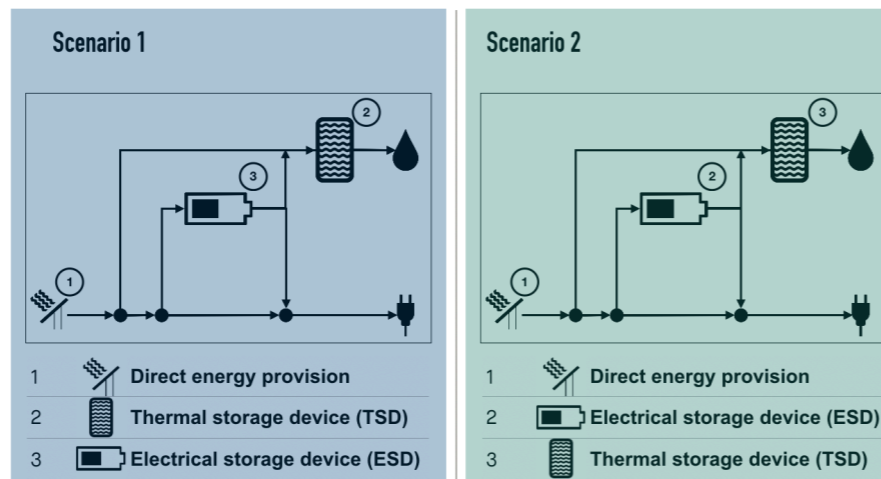 Scenario 1
2
3
1
1 Direct energy provision
2 Thermal storage device (TSD)
3 Electrical storage device (ESD)
Scenario 2
3
2
1
1 Direct energy provision
2 Electrical storage device (ESD)
3 Thermal storage device (TSD)